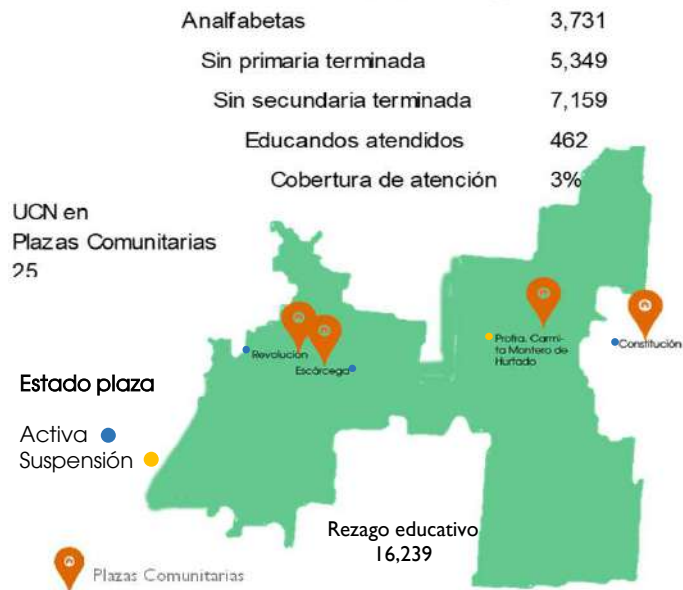 Analfabetas 3,731
Sin primaria terminada 5,349
Sin secundaria terminada 7,159
Educandos atendidos 462
Cobertura de atención 3%
UCN en
Plazas Comunitarias
25
Revolución
Escárcega
Profra. Carmi-
ta Montero de
Hurtado
Constitución
Estado plaza
Activa
Suspensión
Rezago educativo
16,239
Plazas Comunitarias